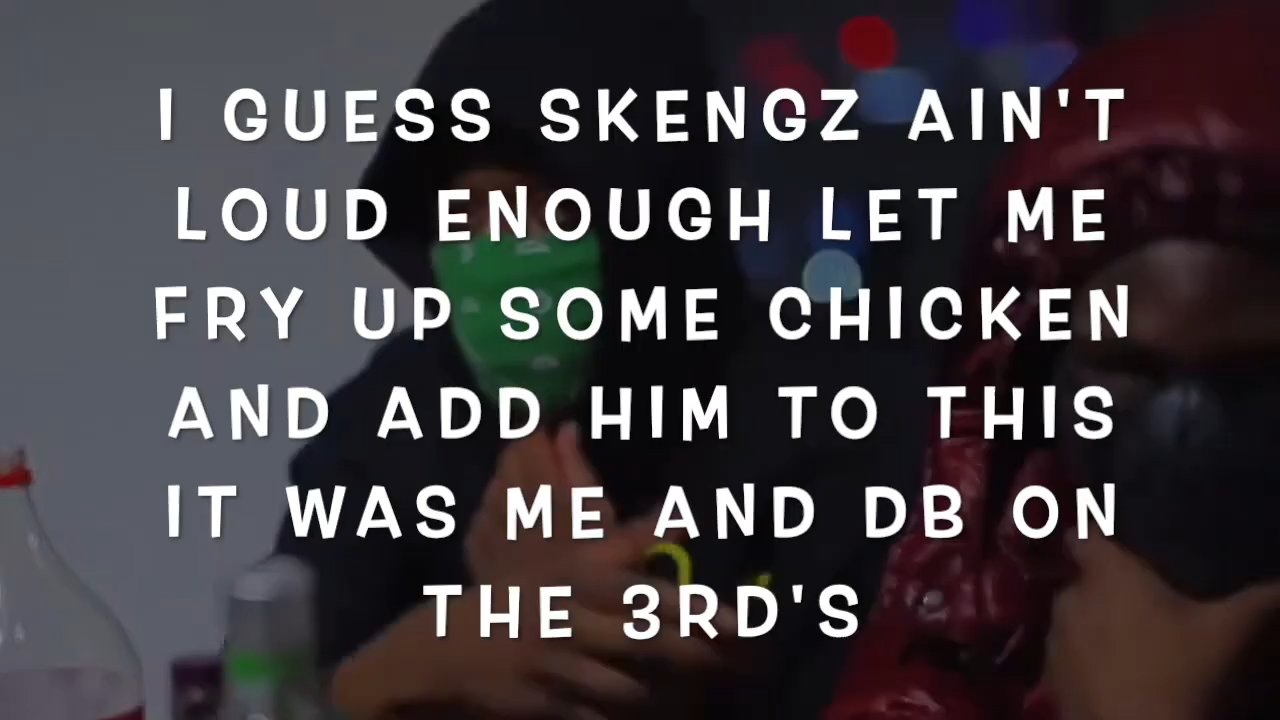 I GUESS SKENGZ AIN'T
LOUD ENOUGH LET ME
FRY UP SOME CHICKEN
AND ADD HIM TO THIS
IT WAS ME AND DB ON
THE 3RD'S